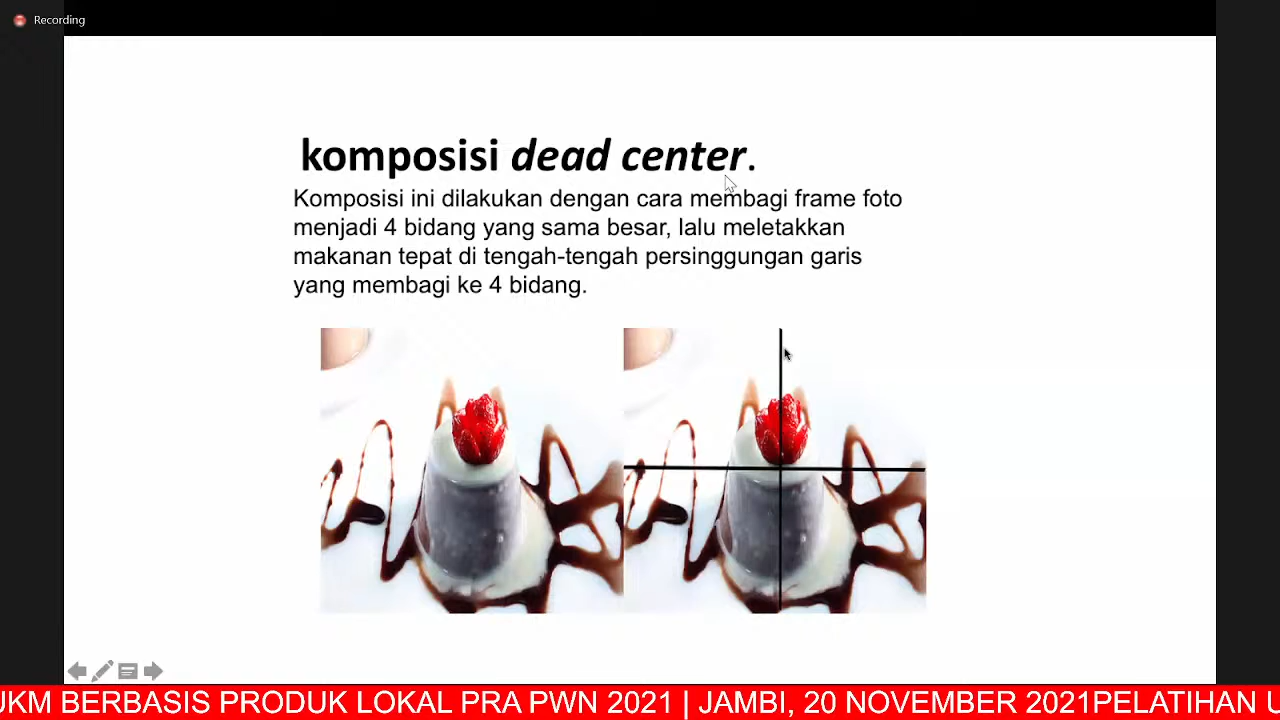 Recording
komposisi dead center.
Komposisi ini dilakukan dengan cara membagi frame foto
menjadi 4 bidang yang sama besar, lalu meletakkan
makanan tepat di tengah-tengah persinggungan garis
yang membagi ke 4 bidang.
UKM BERBASIS PRODUK LOKAL PRA PWN 2021 | JAMBI, 20 NOVEMBER 2021PELATIHAN U